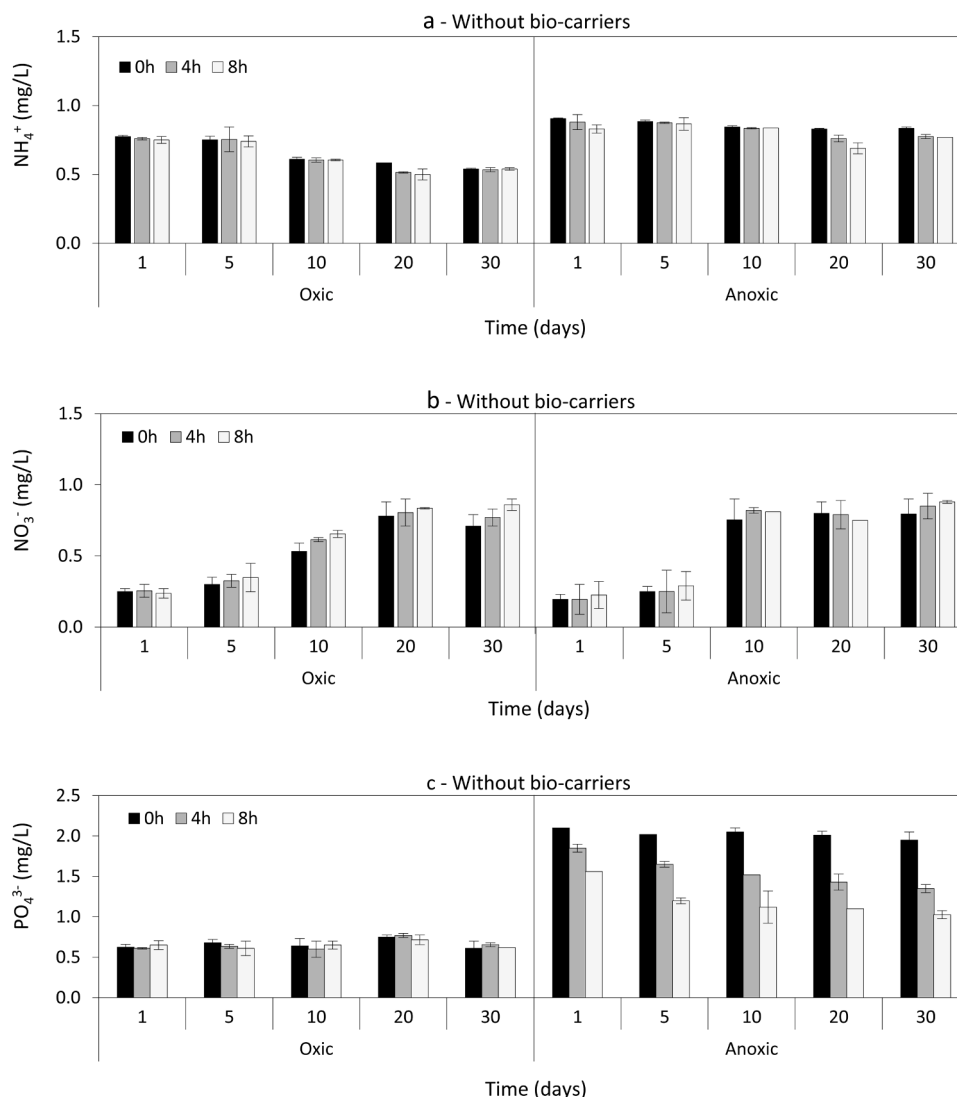 a - Without bio-carriers
1.5
1.0
0.5
0.0
NH₄⁺ (mg/L)
0h 4h 8h
1 5 10 20 30 1 5 10 20 30
Oxic Anoxic
Time (days)
b - Without bio-carriers
1.5
1.0
0.5
0.0
NO₃⁻ (mg/L)
0h 4h 8h
1 5 10 20 30 1 5 10 20 30
Oxic Anoxic
Time (days)
c - Without bio-carriers
2.5
2.0
1.5
1.0
0.5
0.0
PO₄³⁻ (mg/L)
0h 4h 8h
1 5 10 20 30 1 5 10 20 30
Oxic Anoxic
Time (days)